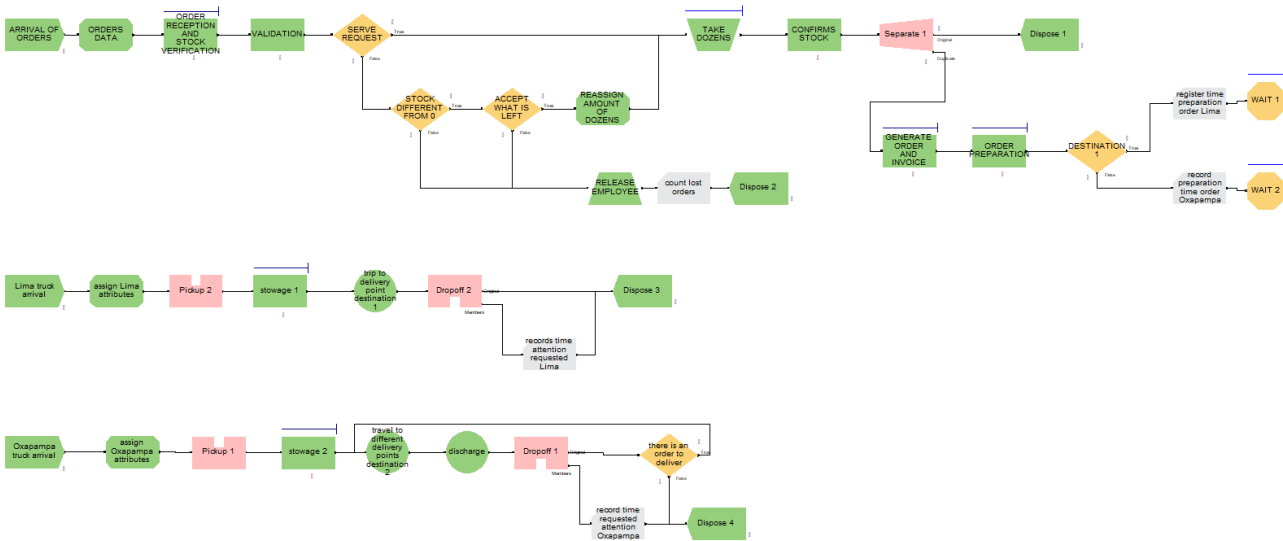 ARRIVAL OF
ORDERS
ORDERS
DATA
ORDER
RECEPTION
AND
STOCK
VERIFICATION
VALIDATION
SERVE
REQUEST
True
False
TAKE
DOZENS
CONFIRMS
STOCK
Separate 1
Original
Duplicate
Dispose 1
STOCK
DIFFERENT
FROM 0
True
False
ACCEPT
WHAT IS
LEFT
True
False
REASSIGN
AMOUNT
OF
DOZENS
register time
preparation
order Lima
WAIT 1
GENERATE
ORDER
AND
INVOICE
ORDER
PREPARATION
DESTINATION
1
True
False
RELEASE
EMPLOYEE
count lost
orders
Dispose 2
record
preparation
time order
Oxapampa
WAIT 2
Lima truck
arrival
assign Lima
attributes
Pickup 2
stowage 1
trip to
delivery
point
destination
1
Dropoff 2
Original
Members
Dispose 3
records time
attention
requested
Lima
Oxapampa
truck arrival
assign
Oxapampa
attributes
Pickup 1
stowage 2
travel to
different
delivery
points
destination
2
discharge
Dropoff 1
Original
Members
there is an
order to
deliver
True
False
record time
requested
attention
Oxapampa
Dispose 4